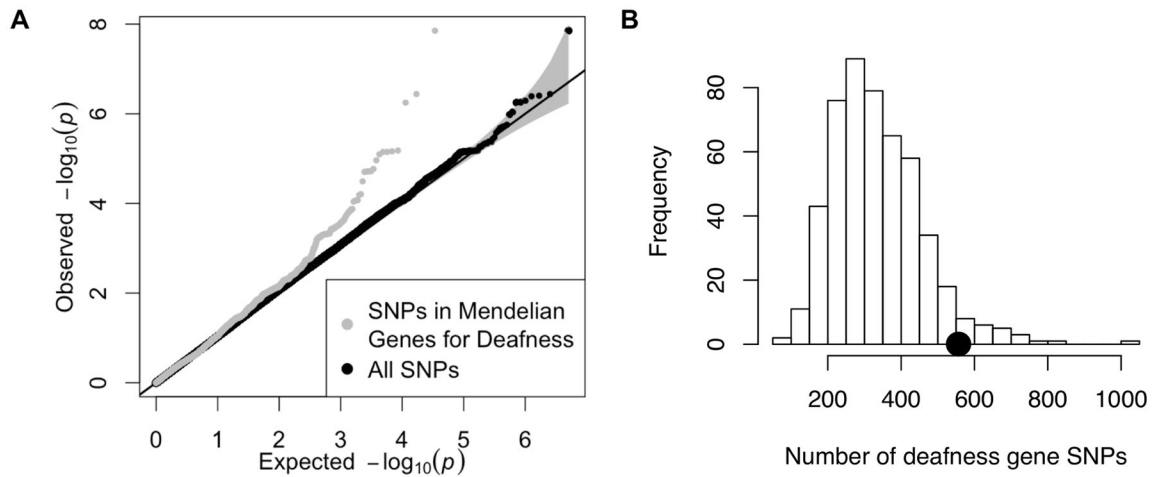 A
Observed −log10(p)
8
6
4
2
0
SNPs in Mendelian
Genes for Deafness
All SNPs
0 1 2 3 4 5 6
Expected −log10(p)
B
Frequency
80
60
40
20
0
200 400 600 800 1000
Number of deafness gene SNPs